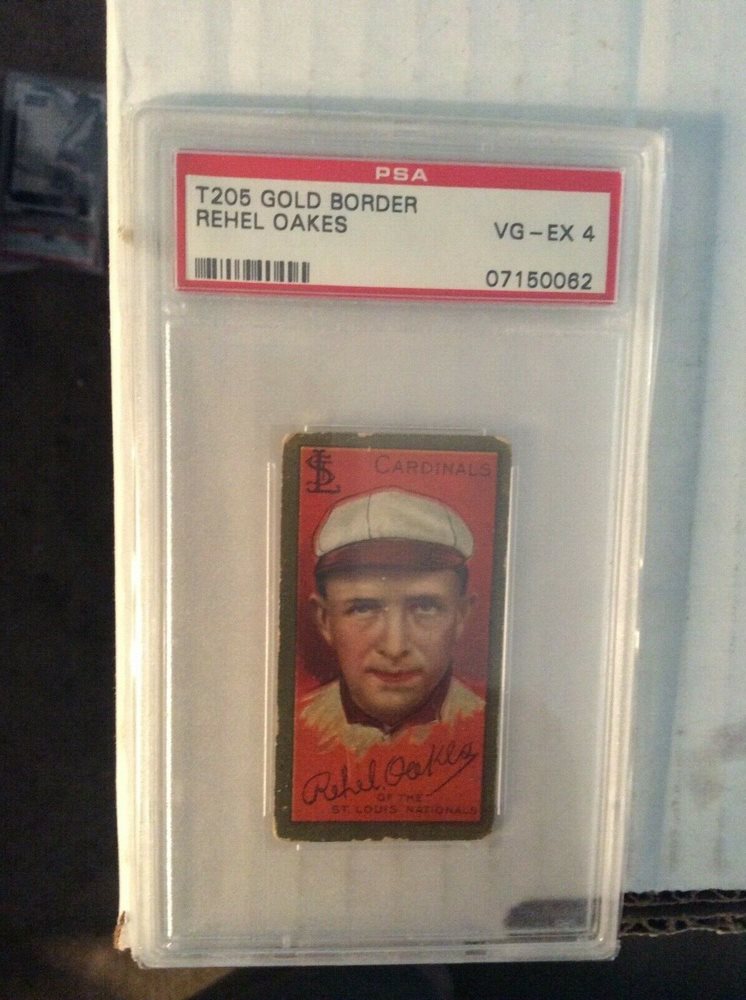 PSA
T205 GOLD BORDER
REHEL OAKES
VG-EX 4
07150062
STL
CARDINALS
Rehel Oakes
OF THE
ST. LOUIS NATIONALS